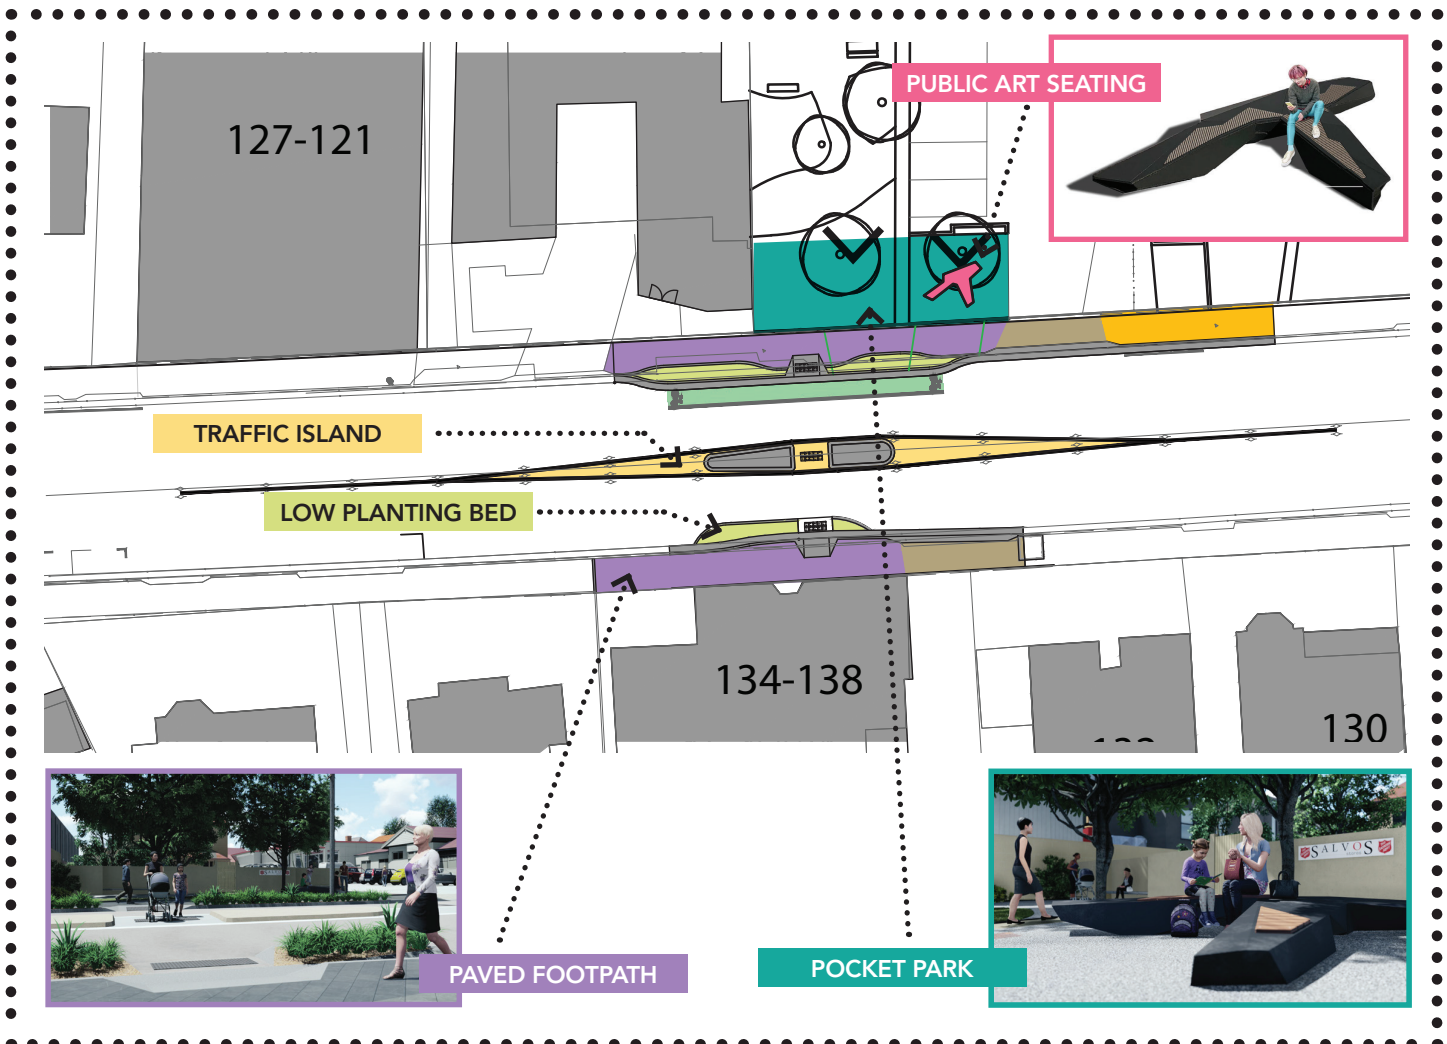 PUBLIC ART SEATING
127-121
TRAFFIC ISLAND
LOW PLANTING BED
134-138
130
SALVOS
PAVED FOOTPATH
POCKET PARK